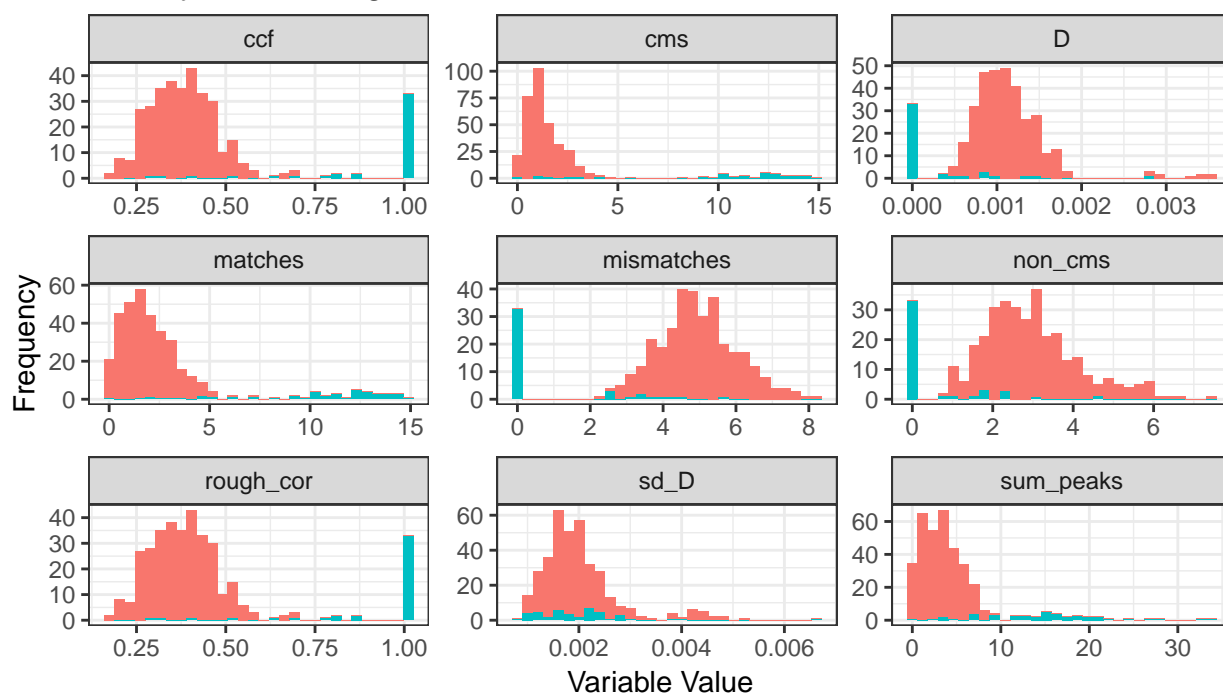 ccf
cms
D
40
30
20
10
0
0.25 0.50 0.75 1.00
100
75
50
25
0
0 5 10 15
50
40
30
20
10
0
0.000 0.001 0.002 0.003
matches
mismatches
non_cms
60
40
20
0
0 5 10 15
40
30
20
10
0
0 2 4 6 8
30
20
10
0
0 2 4 6
rough_cor
sd_D
sum_peaks
40
30
20
10
0
0.25 0.50 0.75 1.00
60
40
20
0
0.002 0.004 0.006
60
40
20
0
0 10 20 30
Frequency
Variable Value